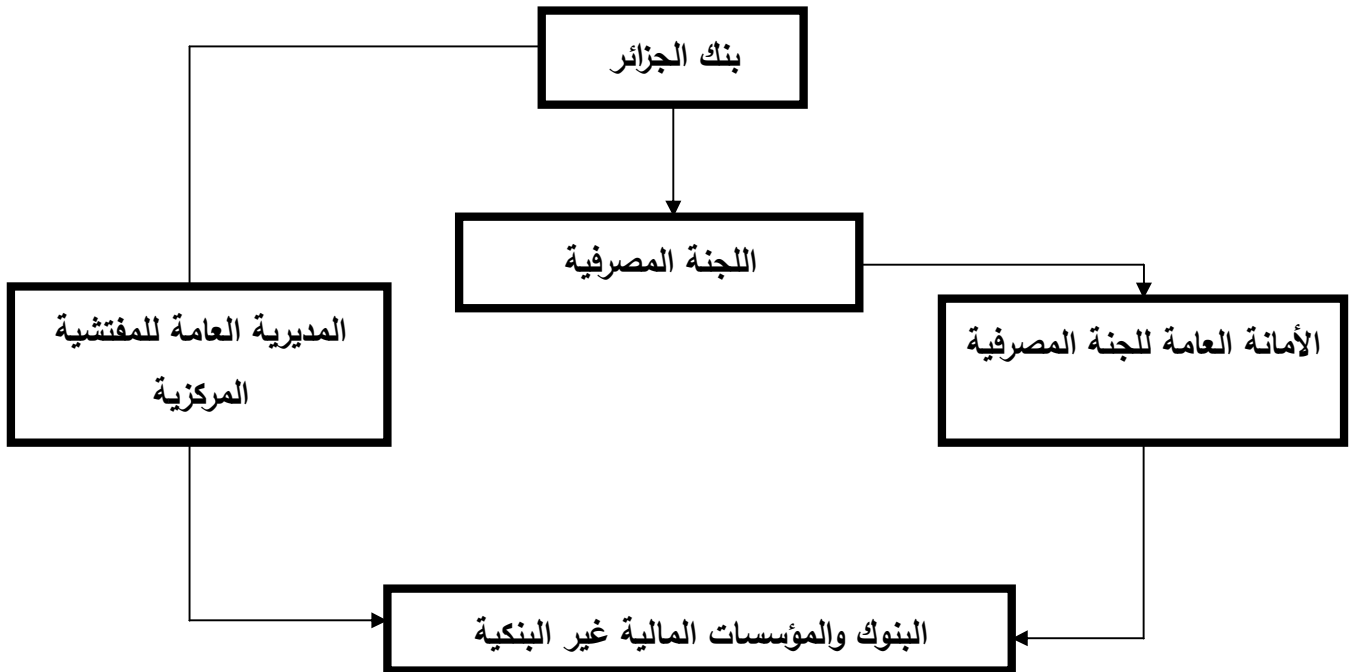 بنك الجزائر
اللجنة المصرفية
الأمانة العامة للجنة المصرفية
المديرية العامة للمفتشية
المركزية
البنوك والمؤسسات المالية غير البنكية